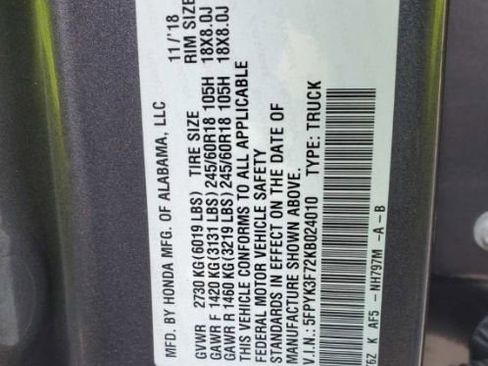 MFD. BY HONDA MFG. OF ALABAMA, LLC 11/'18
TIRE SIZE RIM SIZE
GVWR 2730 KG(6019 LBS)
GAWR F 1420 KG(3131 LBS) 245/60R18 105H 18X8.0J
GAWR R 1460 KG(3219 LBS) 245/60R18 105H 18X8.0J
THIS VEHICLE CONFORMS TO ALL APPLICABLE
FEDERAL MOTOR VEHICLE SAFETY
STANDARDS IN EFFECT ON THE DATE OF
MANUFACTURE SHOWN ABOVE.
V.I.N.: 5FPYK3F72KB024010 TYPE: TRUCK
T6Z K AF5 - NH797M -A -B